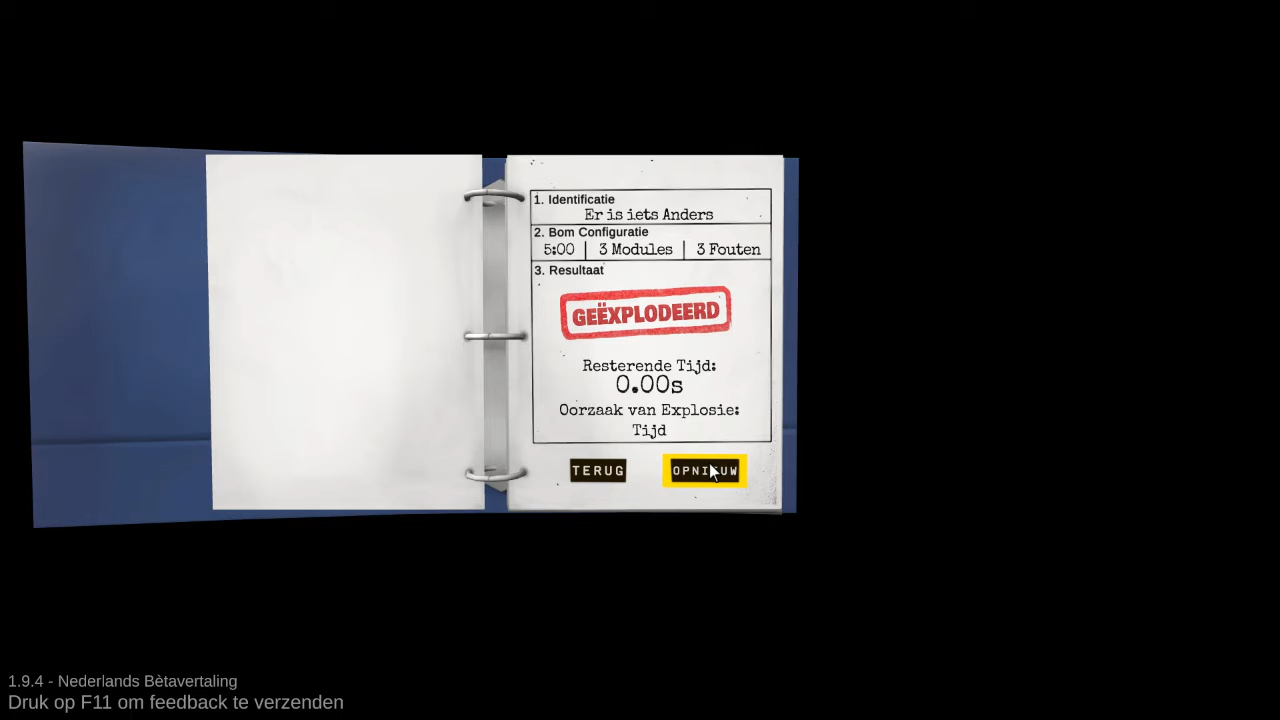 1. Identificatie
Er is iets Anders
2. Bom Configuratie
5:00 | 3 Modules | 3 Fouten
3. Resultaat
GEËXPLODEERD
Resterende Tijd:
0.00s
Oorzaak van Explosie:
Tijd
TERUG OPNIEUW
1.9.4 - Nederlands Bètavertaling
Druk op F11 om feedback te verzenden